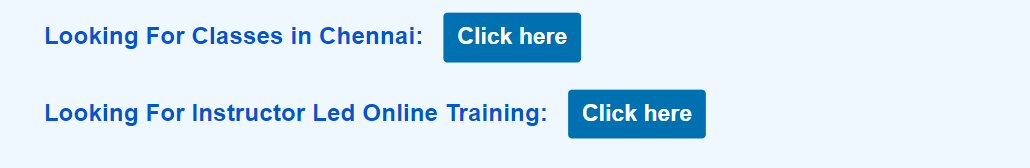 Looking For Classes in Chennai: Click here
Looking For Instructor Led Online Training: Click here